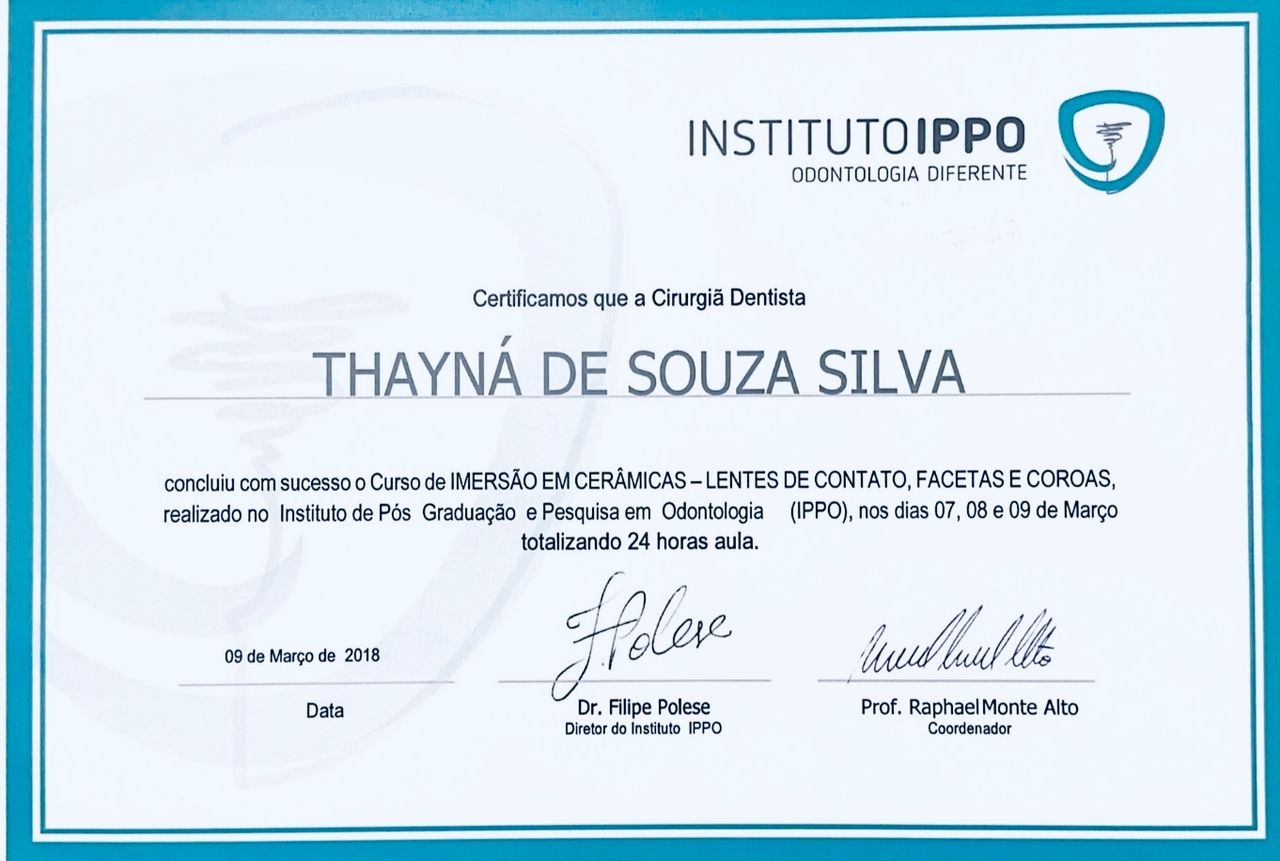 INSTITUTOIPPO
ODONTOLOGIA DIFERENTE
Certificamos que a Cirurgiã Dentista
THAYNÁ DE SOUZA SILVA
concluiu com sucesso o Curso de IMERSÃO EM CERÂMICAS – LENTES DE CONTATO, FACETAS E COROAS,
realizado no Instituto de Pós Graduação e Pesquisa em Odontologia (IPPO), nos dias 07, 08 e 09 de Março
totalizando 24 horas aula.
09 de Março de 2018
Data
F.Polese
Dr. Filipe Polese
Diretor do Instituto IPPO
Prof. Raphael Monte Alto
Coordenador